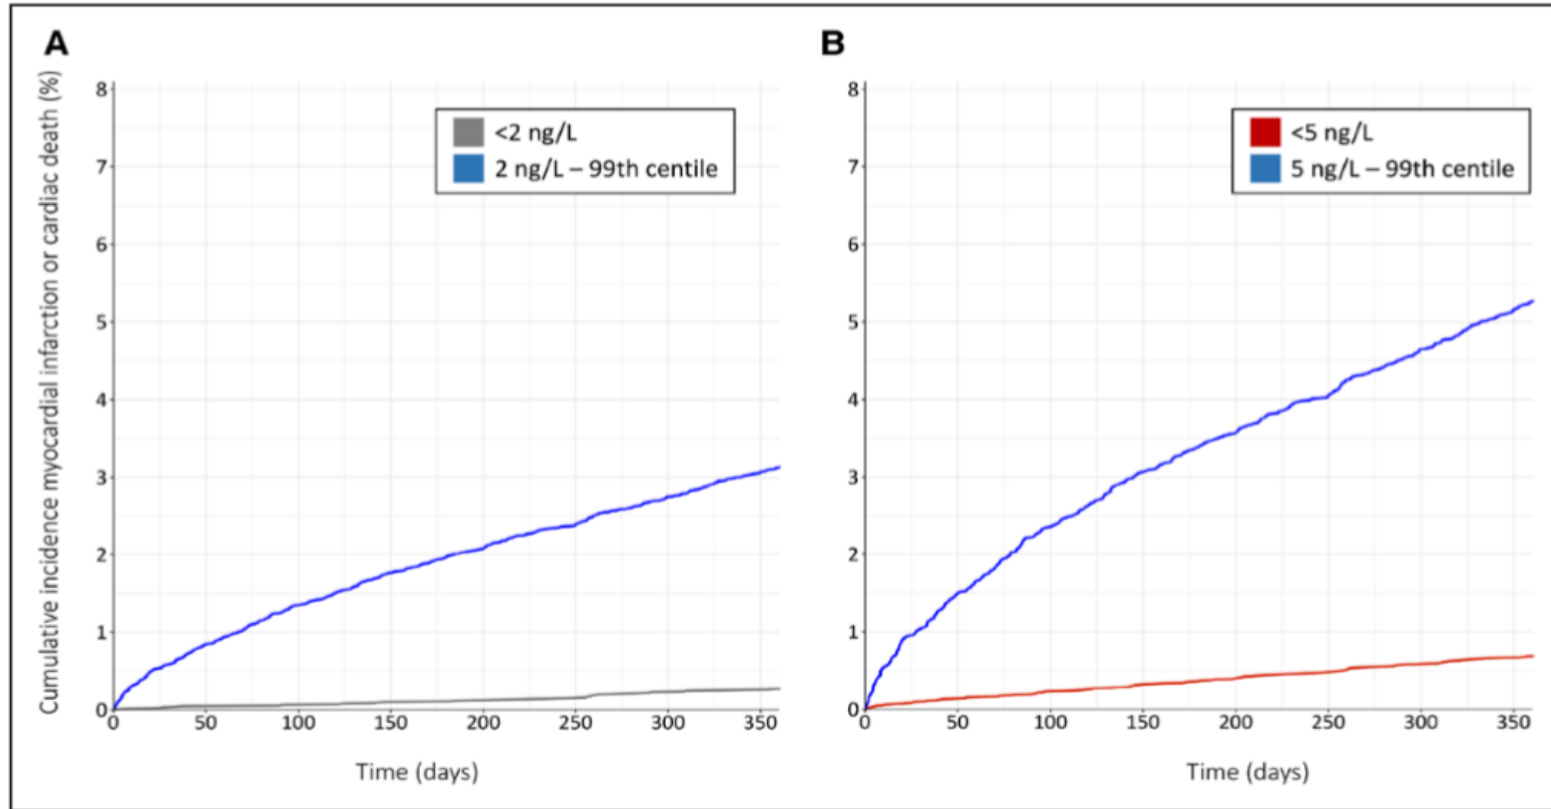 A
Cumulative incidence myocardial infarction or cardiac death (%)
8
7
6
5
4
3
2
1
0
<2 ng/L
2 ng/L – 99th centile
0 50 100 150 200 250 300 350
Time (days)
B
8
7
6
5
4
3
2
1
0
<5 ng/L
5 ng/L – 99th centile
0 50 100 150 200 250 300 350
Time (days)